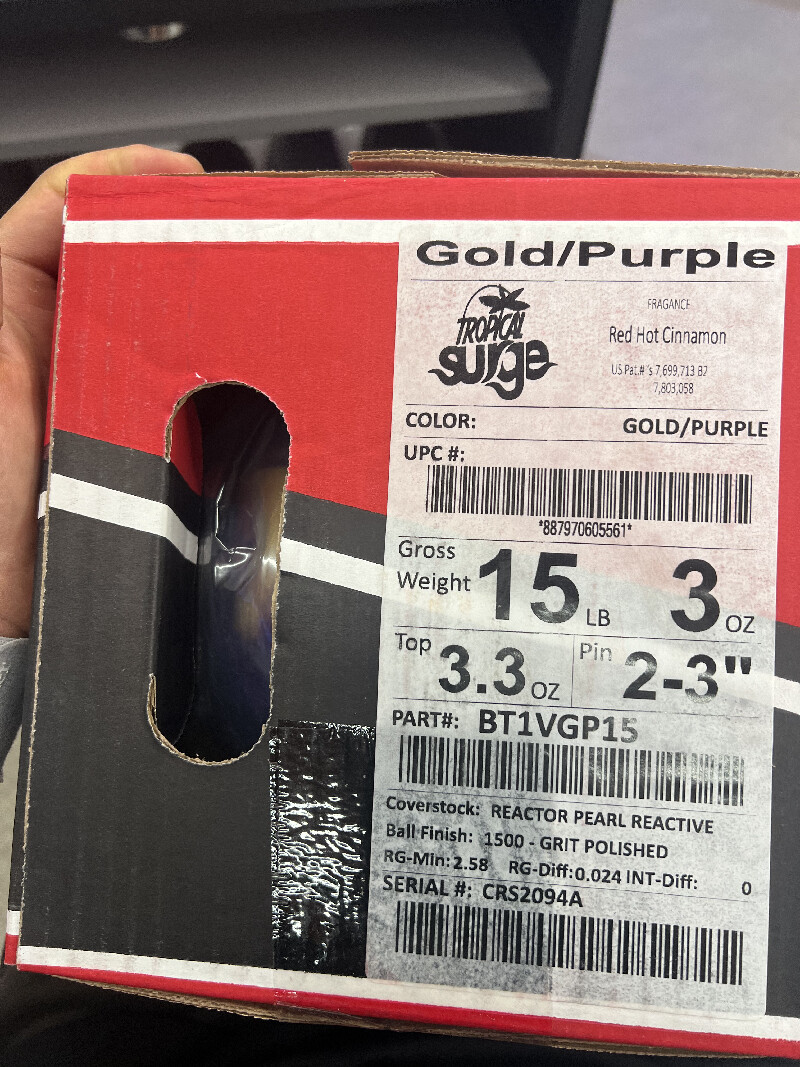 Gold/Purple
TROPICAL
surge
FRAGANCE
Red Hot Cinnamon
US Pat.# 's 7,699,713 B2
7,803,058
COLOR: GOLD/PURPLE
UPC #:
*887970605561*
Gross Weight 15 LB 3 OZ
Top 3.3 OZ Pin 2-3"
PART#: BT1VGP15
Coverstock: REACTOR PEARL REACTIVE
Ball Finish: 1500 - GRIT POLISHED
RG-Min: 2.58 RG-Diff: 0.024 INT-Diff: 0
SERIAL #: CRS2094A